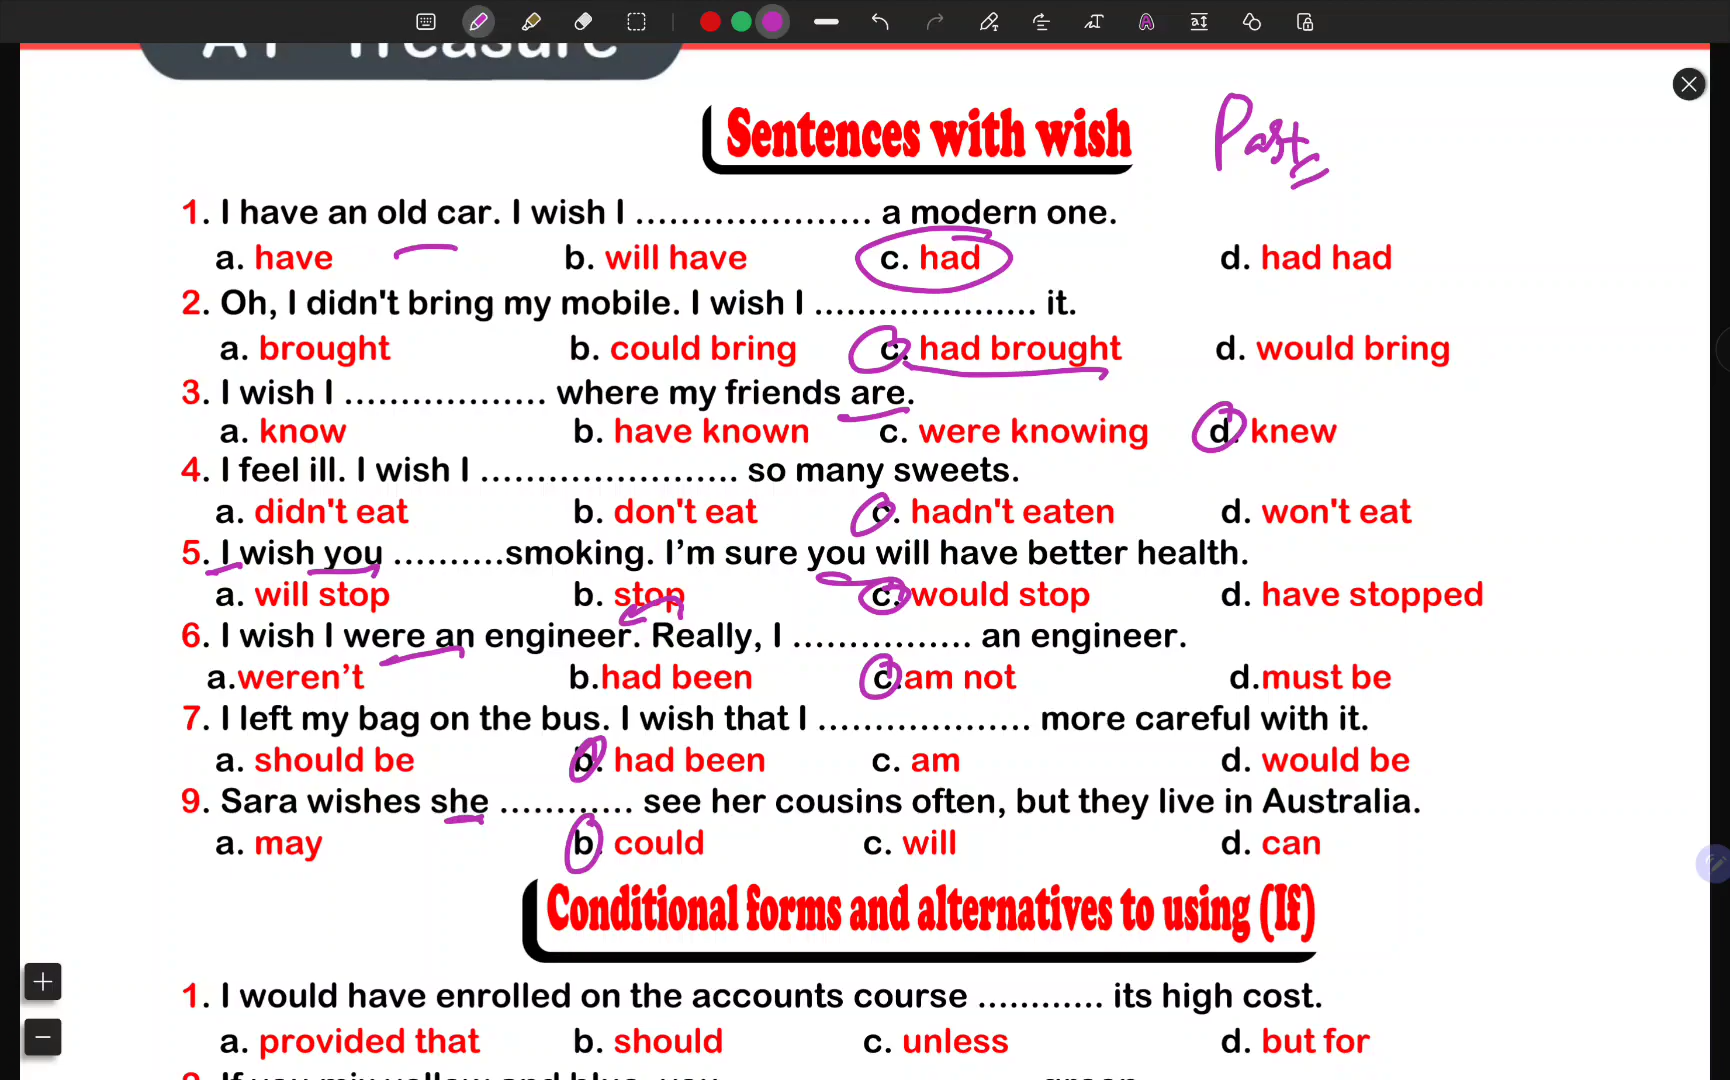 Sentences with wish Past
1. I have an old car. I wish I ..................... a modern one.
a. have b. will have c. had d. had had
2. Oh, I didn't bring my mobile. I wish I .................... it.
a. brought b. could bring c. had brought d. would bring
3. I wish I .................. where my friends are.
a. know b. have known c. were knowing d. knew
4. I feel ill. I wish I ....................... so many sweets.
a. didn't eat b. don't eat c. hadn't eaten d. won't eat
5. I wish you ..........smoking. I’m sure you will have better health.
a. will stop b. stop c. would stop d. have stopped
6. I wish I were an engineer. Really, I ................ an engineer.
a.weren’t b.had been c.am not d.must be
7. I left my bag on the bus. I wish that I ................... more careful with it.
a. should be b. had been c. am d. would be
9. Sara wishes she ............ see her cousins often, but they live in Australia.
a. may b. could c. will d. can
Conditional forms and alternatives to using (If)
1. I would have enrolled on the accounts course ............ its high cost.
a. provided that b. should c. unless d. but for